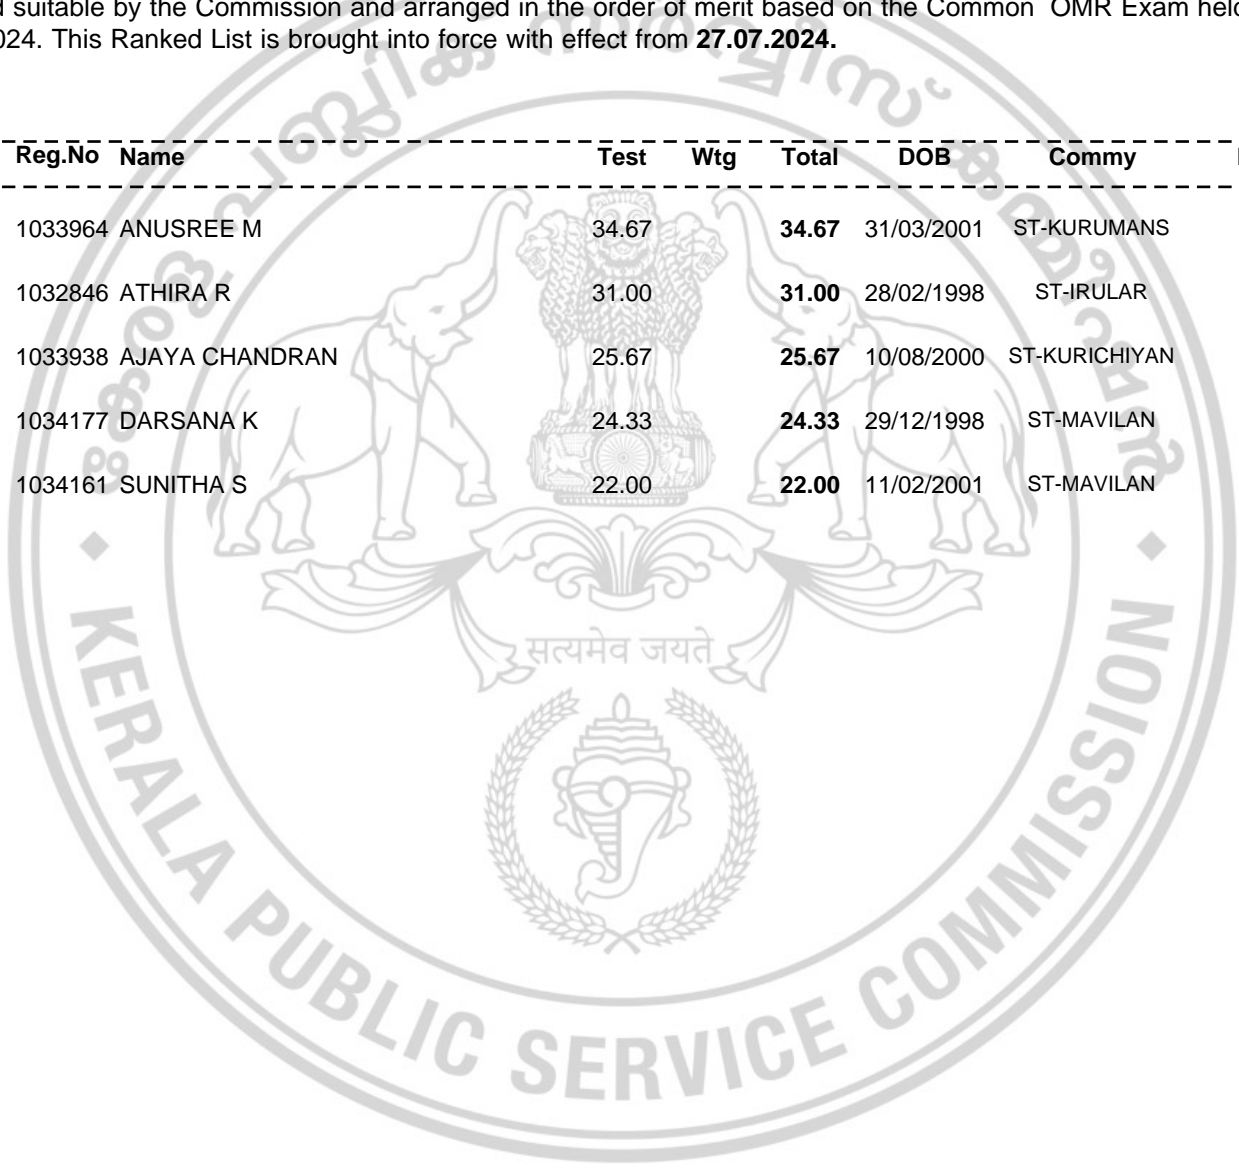 suitable by the Commission and arranged in the order of merit based on the Common OMR Exam held
024. This Ranked List is brought into force with effect from 27.07.2024.
Reg.No Name Test Wtg Total DOB Commy
1033964 ANUSREE M 34.67 34.67 31/03/2001 ST-KURUMANS
1032846 ATHIRA R 31.00 31.00 28/02/1998 ST-IRULAR
1033938 AJAYA CHANDRAN 25.67 25.67 10/08/2000 ST-KURICHIYAN
1034177 DARSANA K 24.33 24.33 29/12/1998 ST-MAVILAN
1034161 SUNITHA S 22.00 22.00 11/02/2001 ST-MAVILAN
കേരള പബ്ലിക് സർവ്വീസ് കമ്മീഷൻ
सत्यमेव जयते
KERALA PUBLIC SERVICE COMMISSION